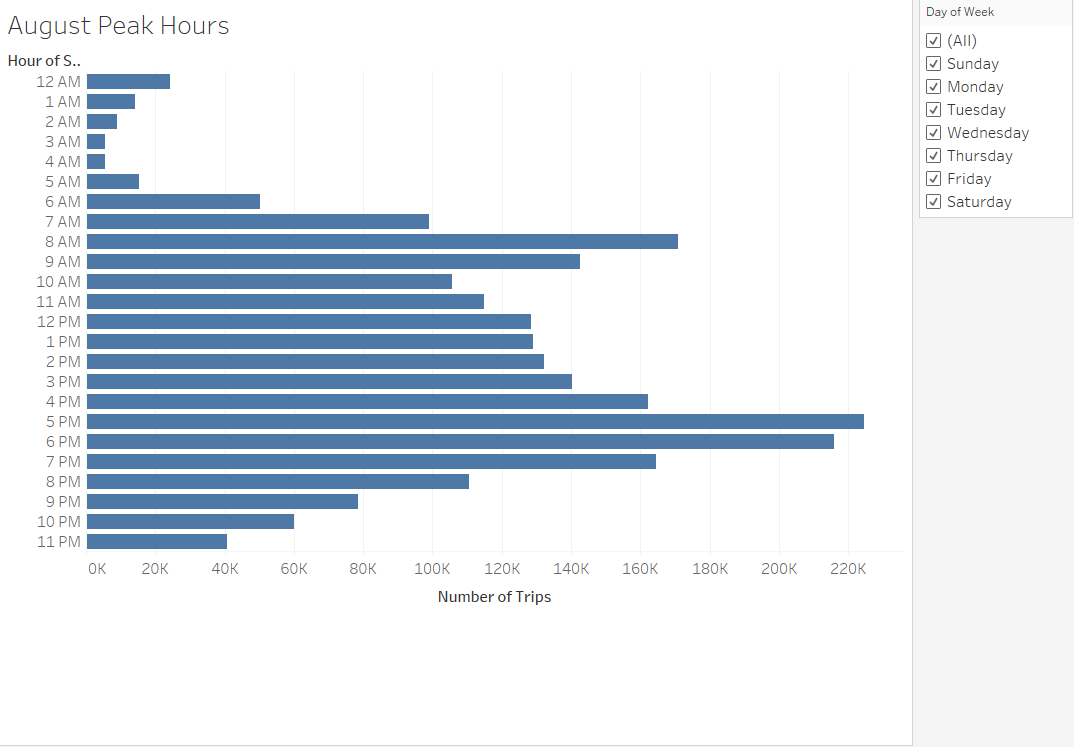 August Peak Hours
Hour of S..
12 AM
1 AM
2 AM
3 AM
4 AM
5 AM
6 AM
7 AM
8 AM
9 AM
10 AM
11 AM
12 PM
1 PM
2 PM
3 PM
4 PM
5 PM
6 PM
7 PM
8 PM
9 PM
10 PM
11 PM
0K 20K 40K 60K 80K 100K 120K 140K 160K 180K 200K 220K
Number of Trips
Day of Week
(All)
Sunday
Monday
Tuesday
Wednesday
Thursday
Friday
Saturday